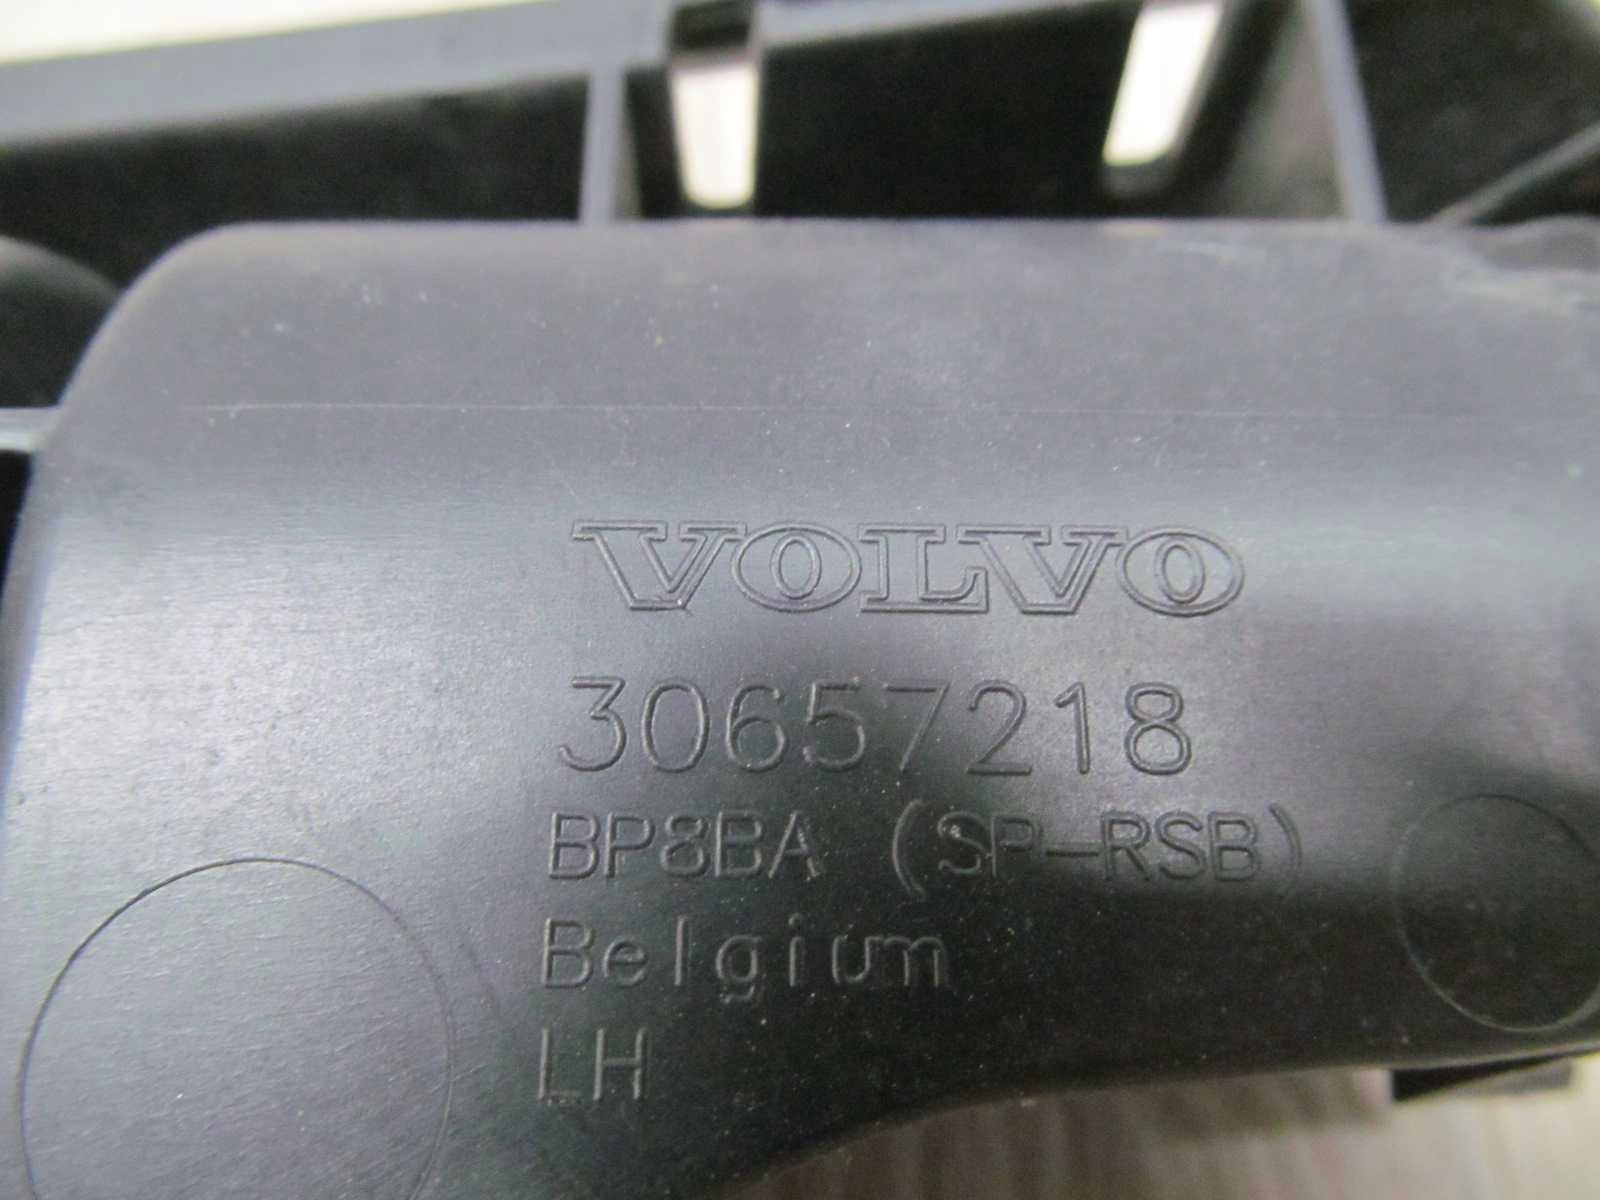 VOLVO
30657218
BP8BA (SP-RSB)
Belgium
LH